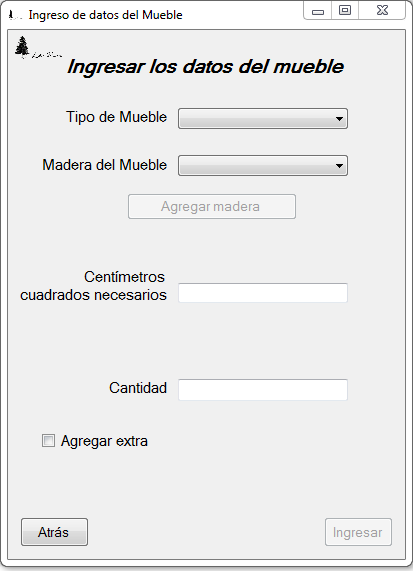 Ingreso de datos del Mueble
Ingresar los datos del mueble
Tipo de Mueble
Madera del Mueble
Agregar madera
Centímetros
cuadrados necesarios
Cantidad
Agregar extra
Atrás
Ingresar